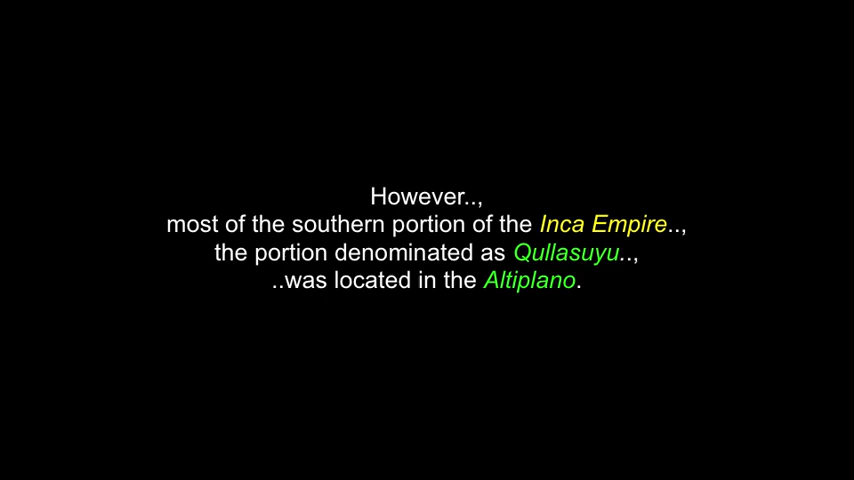 However..,
most of the southern portion of the Inca Empire..,
the portion denominated as Qullasuyu..,
..was located in the Altiplano.